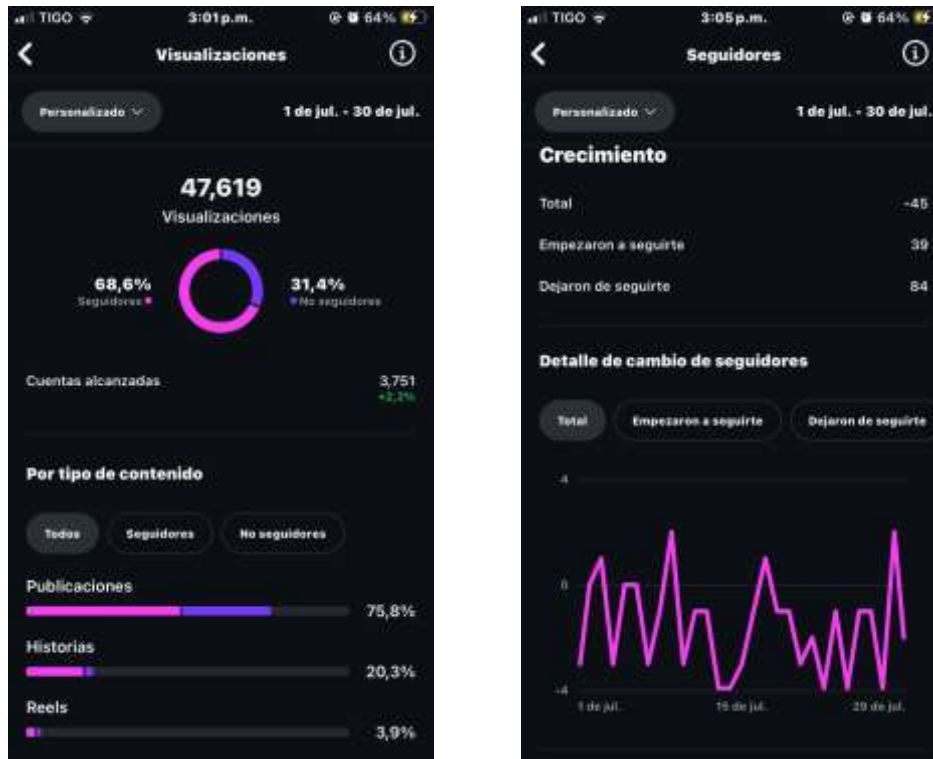 TIGO 3:01p.m. 64%
Visualizaciones
Personalizado 1 de jul. - 30 de jul.
47,619
Visualizaciones
68,6%
Seguidores
31,4%
No seguidores
Cuentas alcanzadas 3,751
+2,2%
Por tipo de contenido
Todos Seguidores No seguidores
Publicaciones
75,8%
Historias
20,3%
Reels
3,9%
TIGO 3:05p.m. 64%
Seguidores
Personalizado 1 de jul. - 30 de jul.
Crecimiento
Total -45
Empezaron a seguirte 39
Dejaron de seguirte 84
Detalle de cambio de seguidores
Total Empezaron a seguirte Dejaron de seguirte
4
0
-4
1 de jul. 15 de jul. 29 de jul.